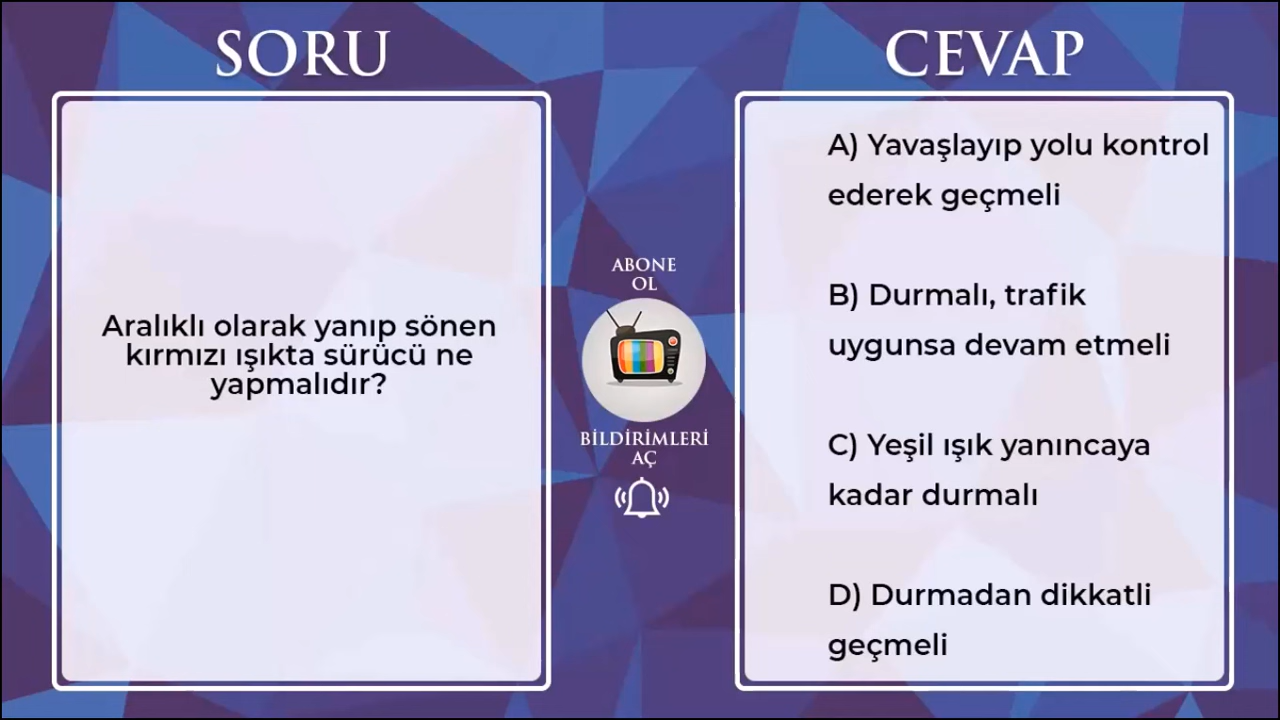 SORU
Aralıklı olarak yanıp sönen
kırmızı ışıkta sürücü ne
yapmalıdır?
ABONE
OL
BİLDİRİMLERİ
AÇ
CEVAP
A) Yavaşlayıp yolu kontrol
ederek geçmeli
B) Durmalı, trafik
uygunsa devam etmeli
C) Yeşil ışık yanıncaya
kadar durmalı
D) Durmadan dikkatli
geçmeli